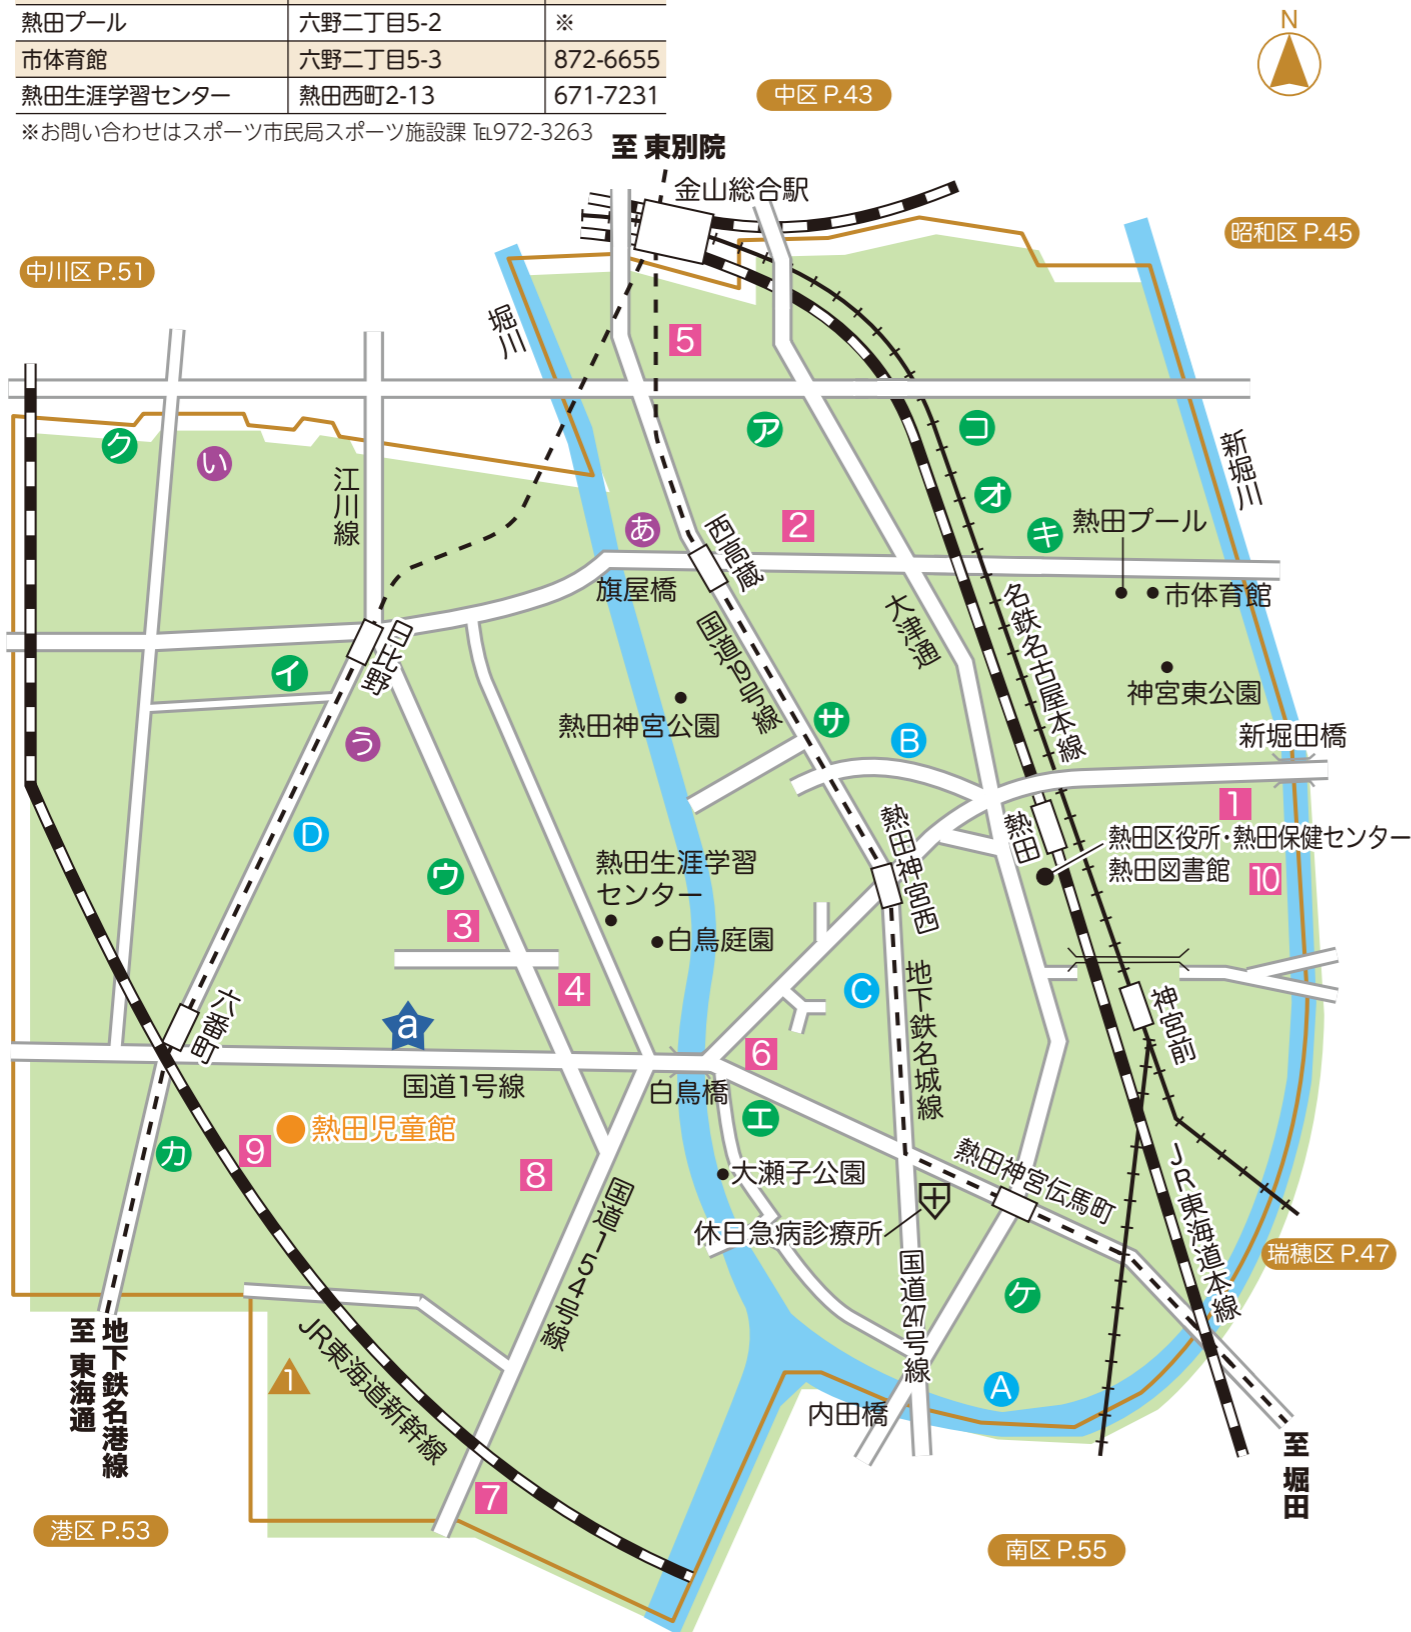 熱田プール 六野二丁目5-2 ※
市体育館 六野二丁目5-3 872-6655
熱田生涯学習センター 熱田西町2-13 671-7231
※お問い合わせはスポーツ市民局スポーツ施設課 ℡972-3263
N
中区 P.43
至 東別院
金山総合駅
昭和区 P.45
中川区 P.51
堀川
5
ア
コ
ク
い
江川線
新堀川
オ
あ
2
キ
熱田プール
西高蔵
旗屋橋
市体育館
大津通
名鉄名古屋本線
国道19号線
日比野
イ
神宮東公園
熱田神宮公園
サ
B
う
新堀田橋
1
D
熱田
熱田区役所・熱田保健センター
熱田図書館
10
熱田神宮西
熱田生涯学習
センター
ウ
3
白鳥庭園
4
C
地下鉄名城線
六番町
a
神宮前
6
国道1号線
白鳥橋
エ
熱田児童館
カ
9
8
大瀬子公園
熱田神宮伝馬町
JR東海道本線
国道154号線
休日急病診療所
瑞穂区 P.47
国道247号線
ケ
地下鉄名港線
至 東海通
JR東海道新幹線
1
A
内田橋
至 堀田
7
港区 P.53
南区 P.55